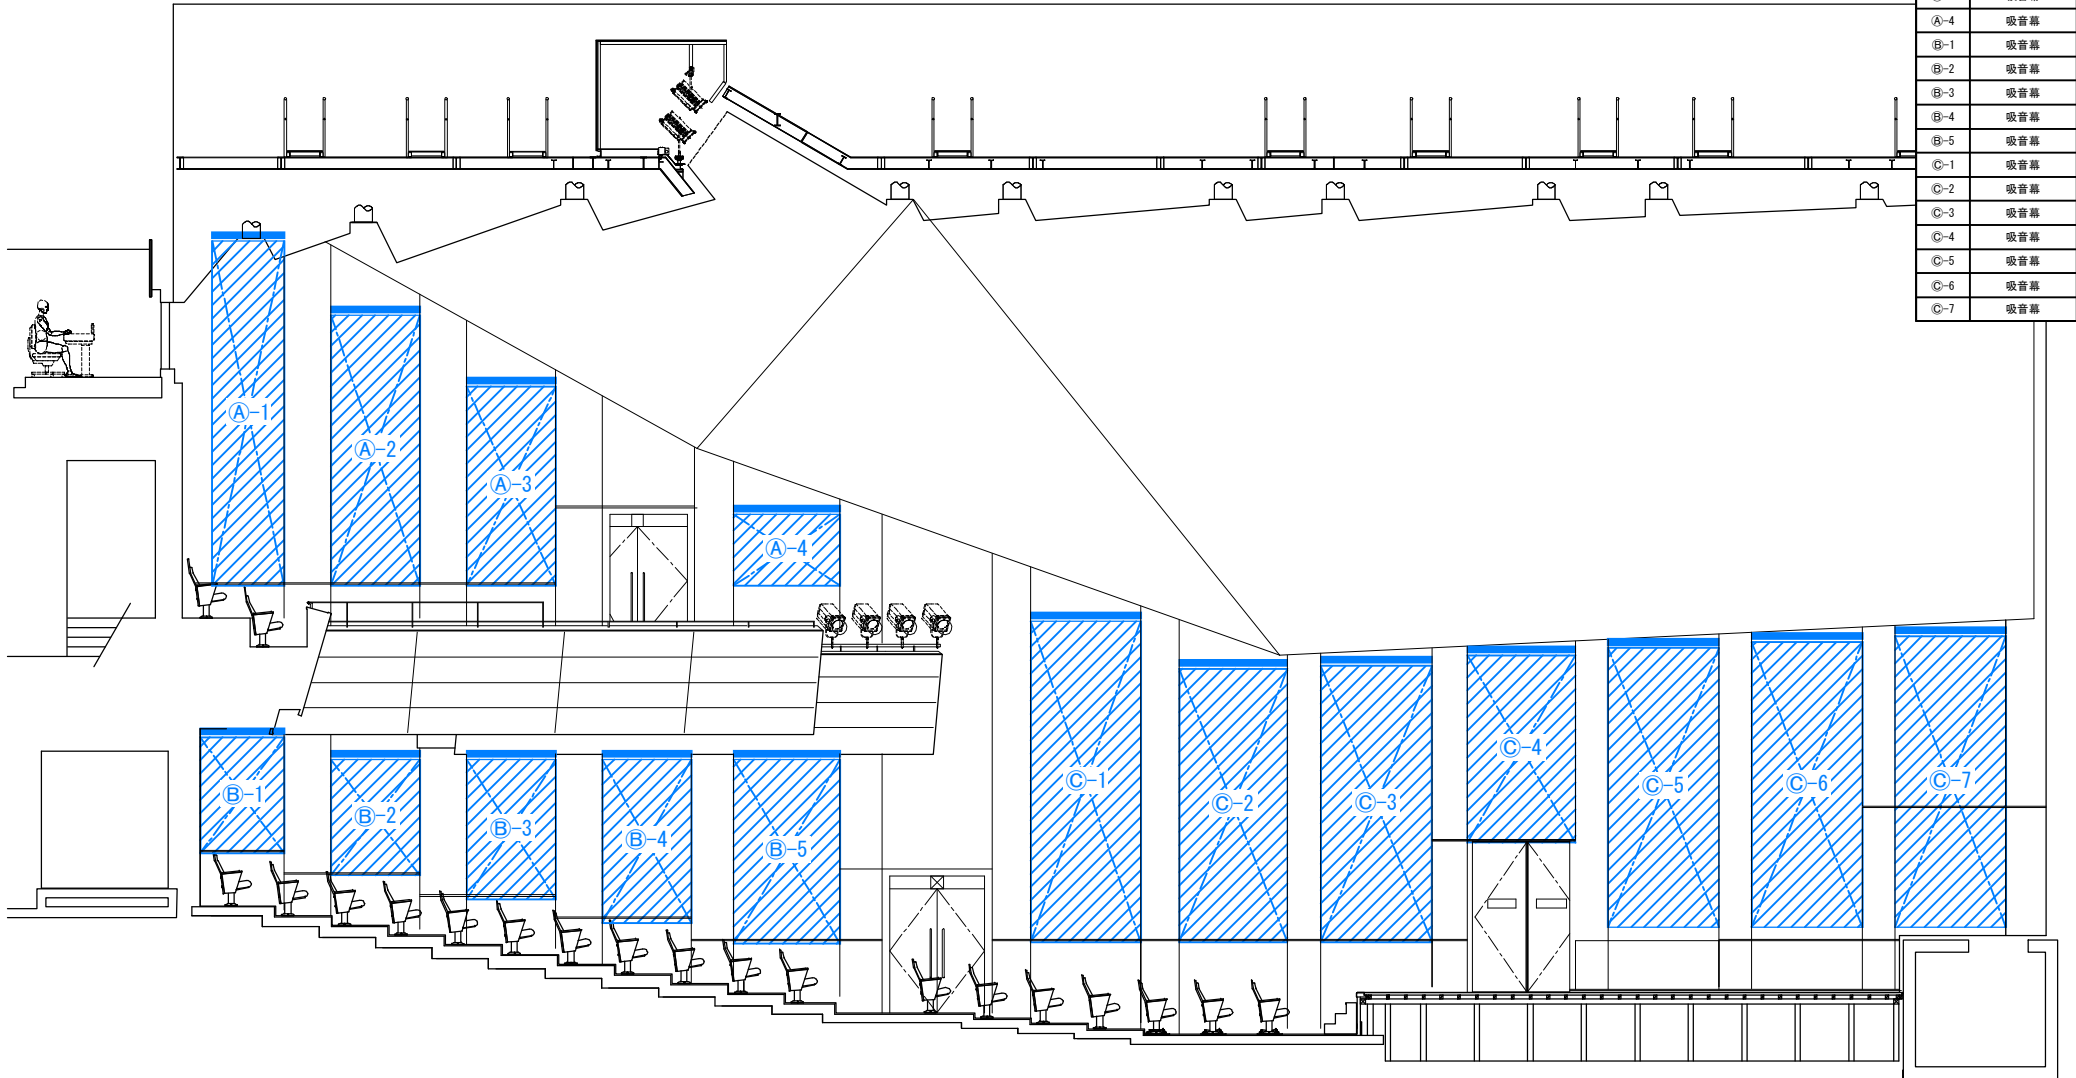 Ⓐ-4 吸音幕
Ⓑ-1 吸音幕
Ⓑ-2 吸音幕
Ⓑ-3 吸音幕
Ⓑ-4 吸音幕
Ⓑ-5 吸音幕
Ⓒ-1 吸音幕
Ⓒ-2 吸音幕
Ⓒ-3 吸音幕
Ⓒ-4 吸音幕
Ⓒ-5 吸音幕
Ⓒ-6 吸音幕
Ⓒ-7 吸音幕
Ⓐ-1
Ⓐ-2
Ⓐ-3
Ⓐ-4
Ⓑ-1
Ⓑ-2
Ⓑ-3
Ⓑ-4
Ⓑ-5
Ⓒ-1
Ⓒ-2
Ⓒ-3
Ⓒ-4
Ⓒ-5
Ⓒ-6
Ⓒ-7